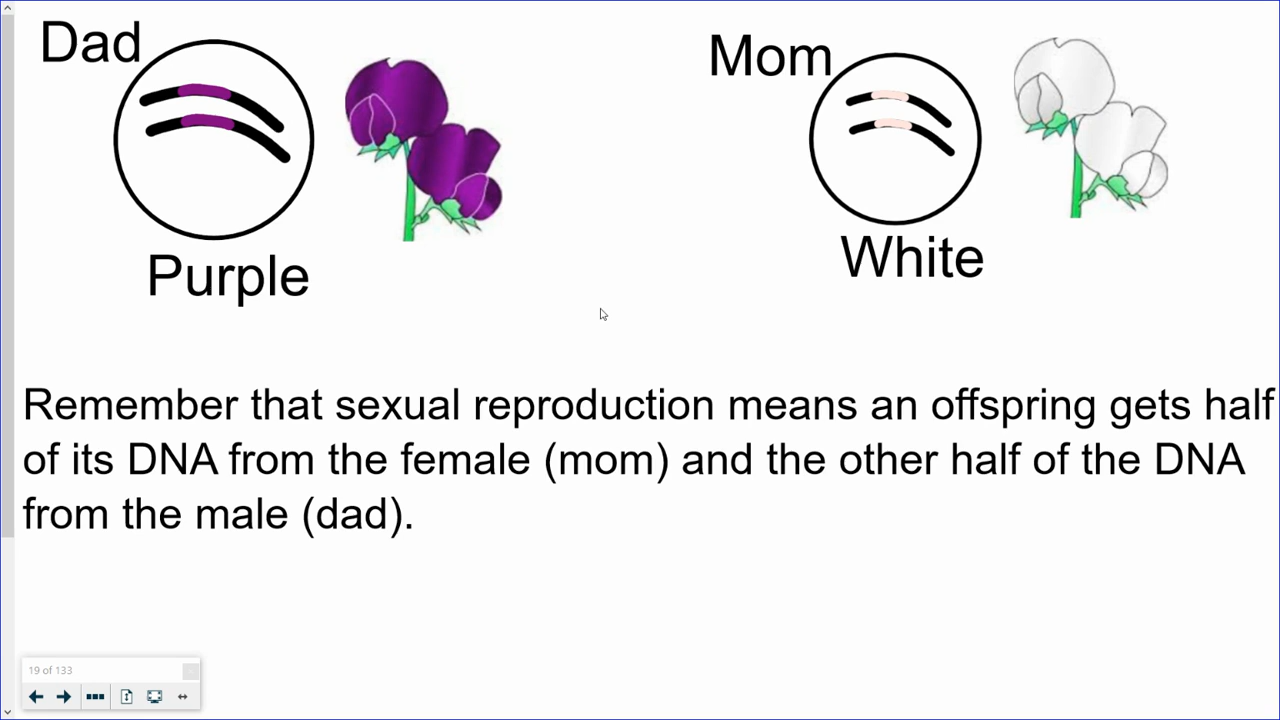 Dad
Mom
Purple
White
Remember that sexual reproduction means an offspring gets half
of its DNA from the female (mom) and the other half of the DNA
from the male (dad).
19 of 133